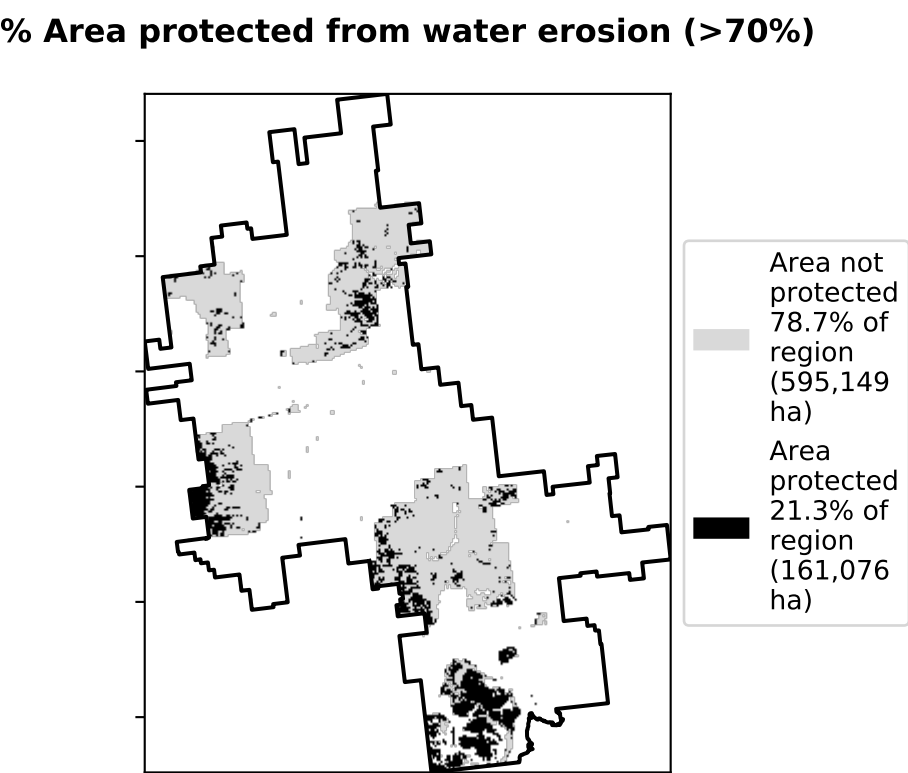 % Area protected from water erosion (>70%)
Area not
protected
78.7% of
region
(595,149
ha)
Area
protected
21.3% of
region
(161,076
ha)